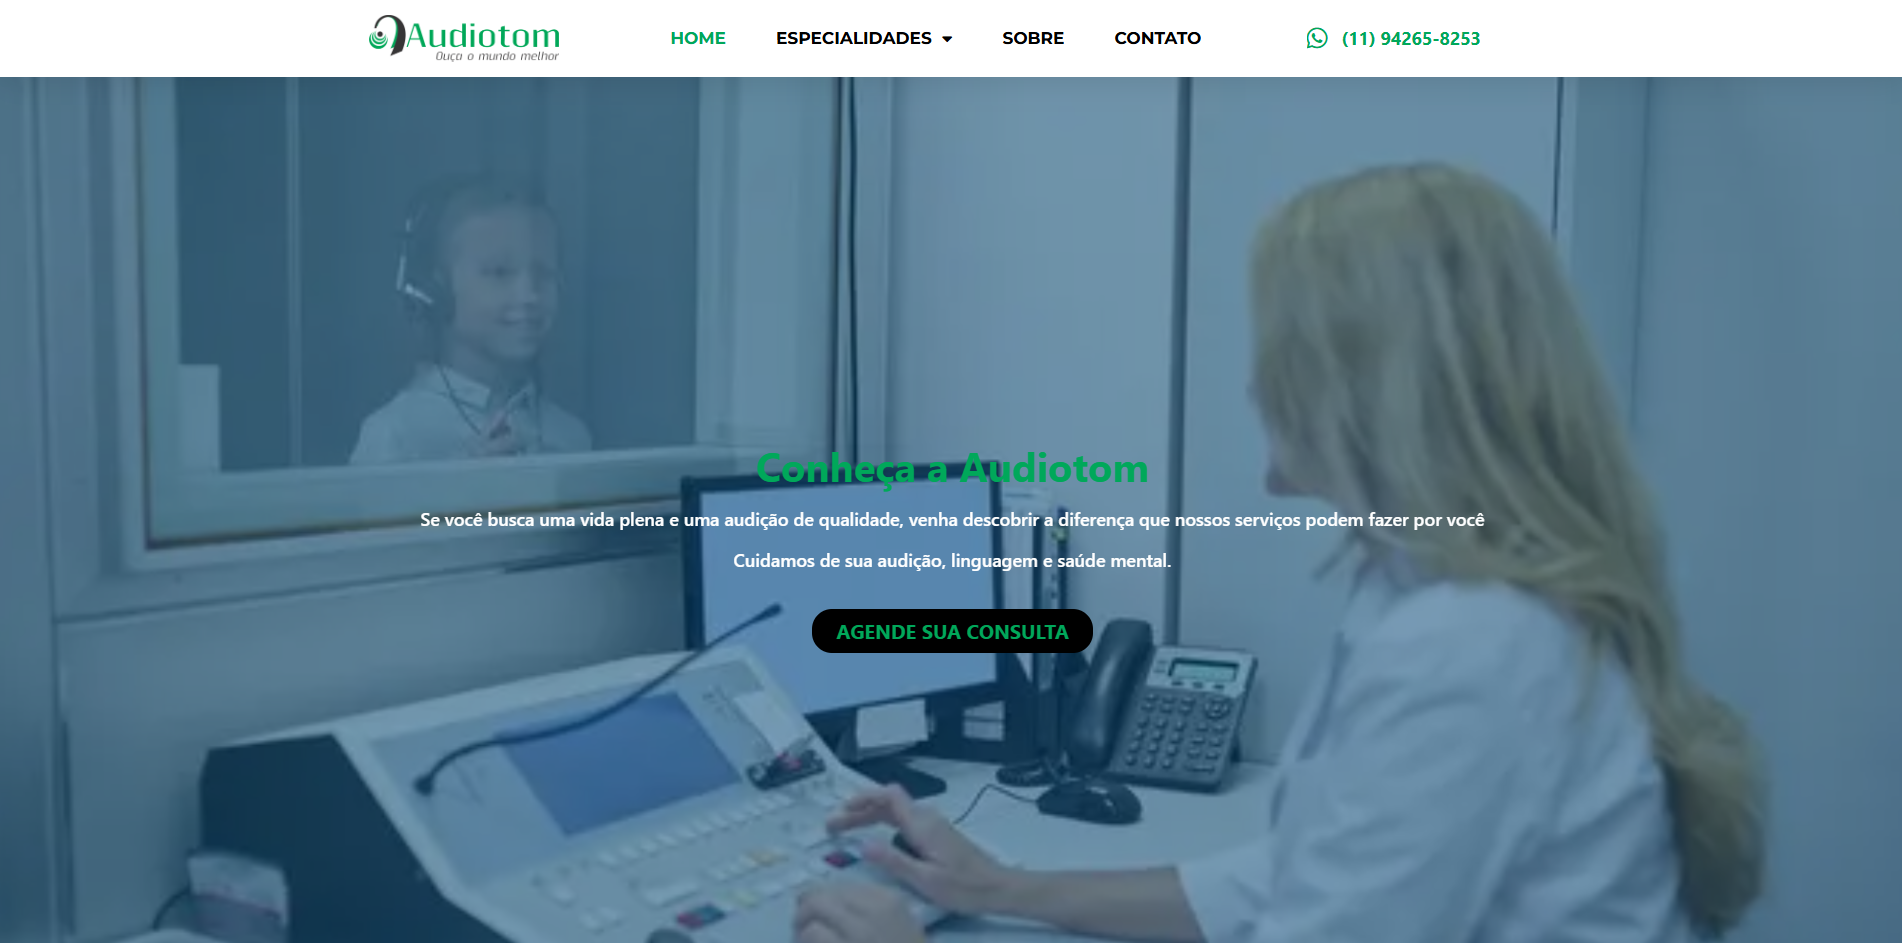 Audiotom
Ouça o mundo melhor
HOME
ESPECIALIDADES
SOBRE
CONTATO
(11) 94265-8253
Conheça a Audiotom
Se você busca uma vida plena e uma audição de qualidade, venha descobrir a diferença que nossos serviços podem fazer por você
Cuidamos de sua audição, linguagem e saúde mental.
AGENDE SUA CONSULTA